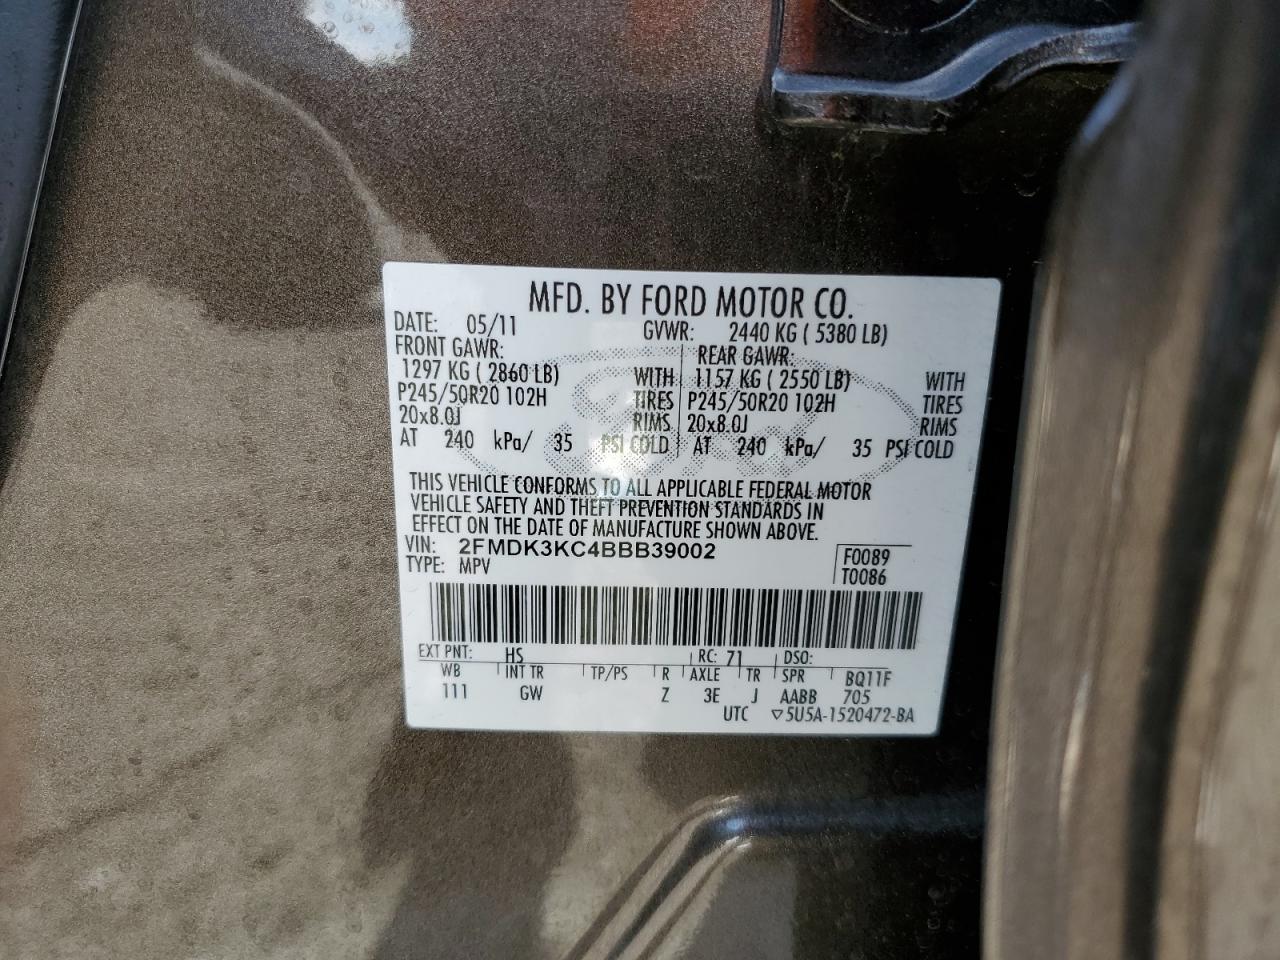 MFD. BY FORD MOTOR CO.
DATE: 05/11 GVWR: 2440 KG ( 5380 LB)
FRONT GAWR: REAR GAWR:
1297 KG ( 2860 LB) WITH 1157 KG ( 2550 LB) WITH
P245/50R20 102H TIRES P245/50R20 102H TIRES
20x8.0J RIMS 20x8.0J RIMS
AT 240 kPa/ 35 PSI COLD AT 240 kPa/ 35 PSI COLD
THIS VEHICLE CONFORMS TO ALL APPLICABLE FEDERAL MOTOR
VEHICLE SAFETY AND THEFT PREVENTION STANDARDS IN
EFFECT ON THE DATE OF MANUFACTURE SHOWN ABOVE.
VIN: 2FMDK3KC4BBB39002 F0089
TYPE: MPV T0086
EXT PNT: HS RC: 71 DSO:
WB INT TR TP/PS R AXLE TR SPR BQ11F
111 GW Z 3E J AABB 705
UTC ▽5U5A-1520472-BA